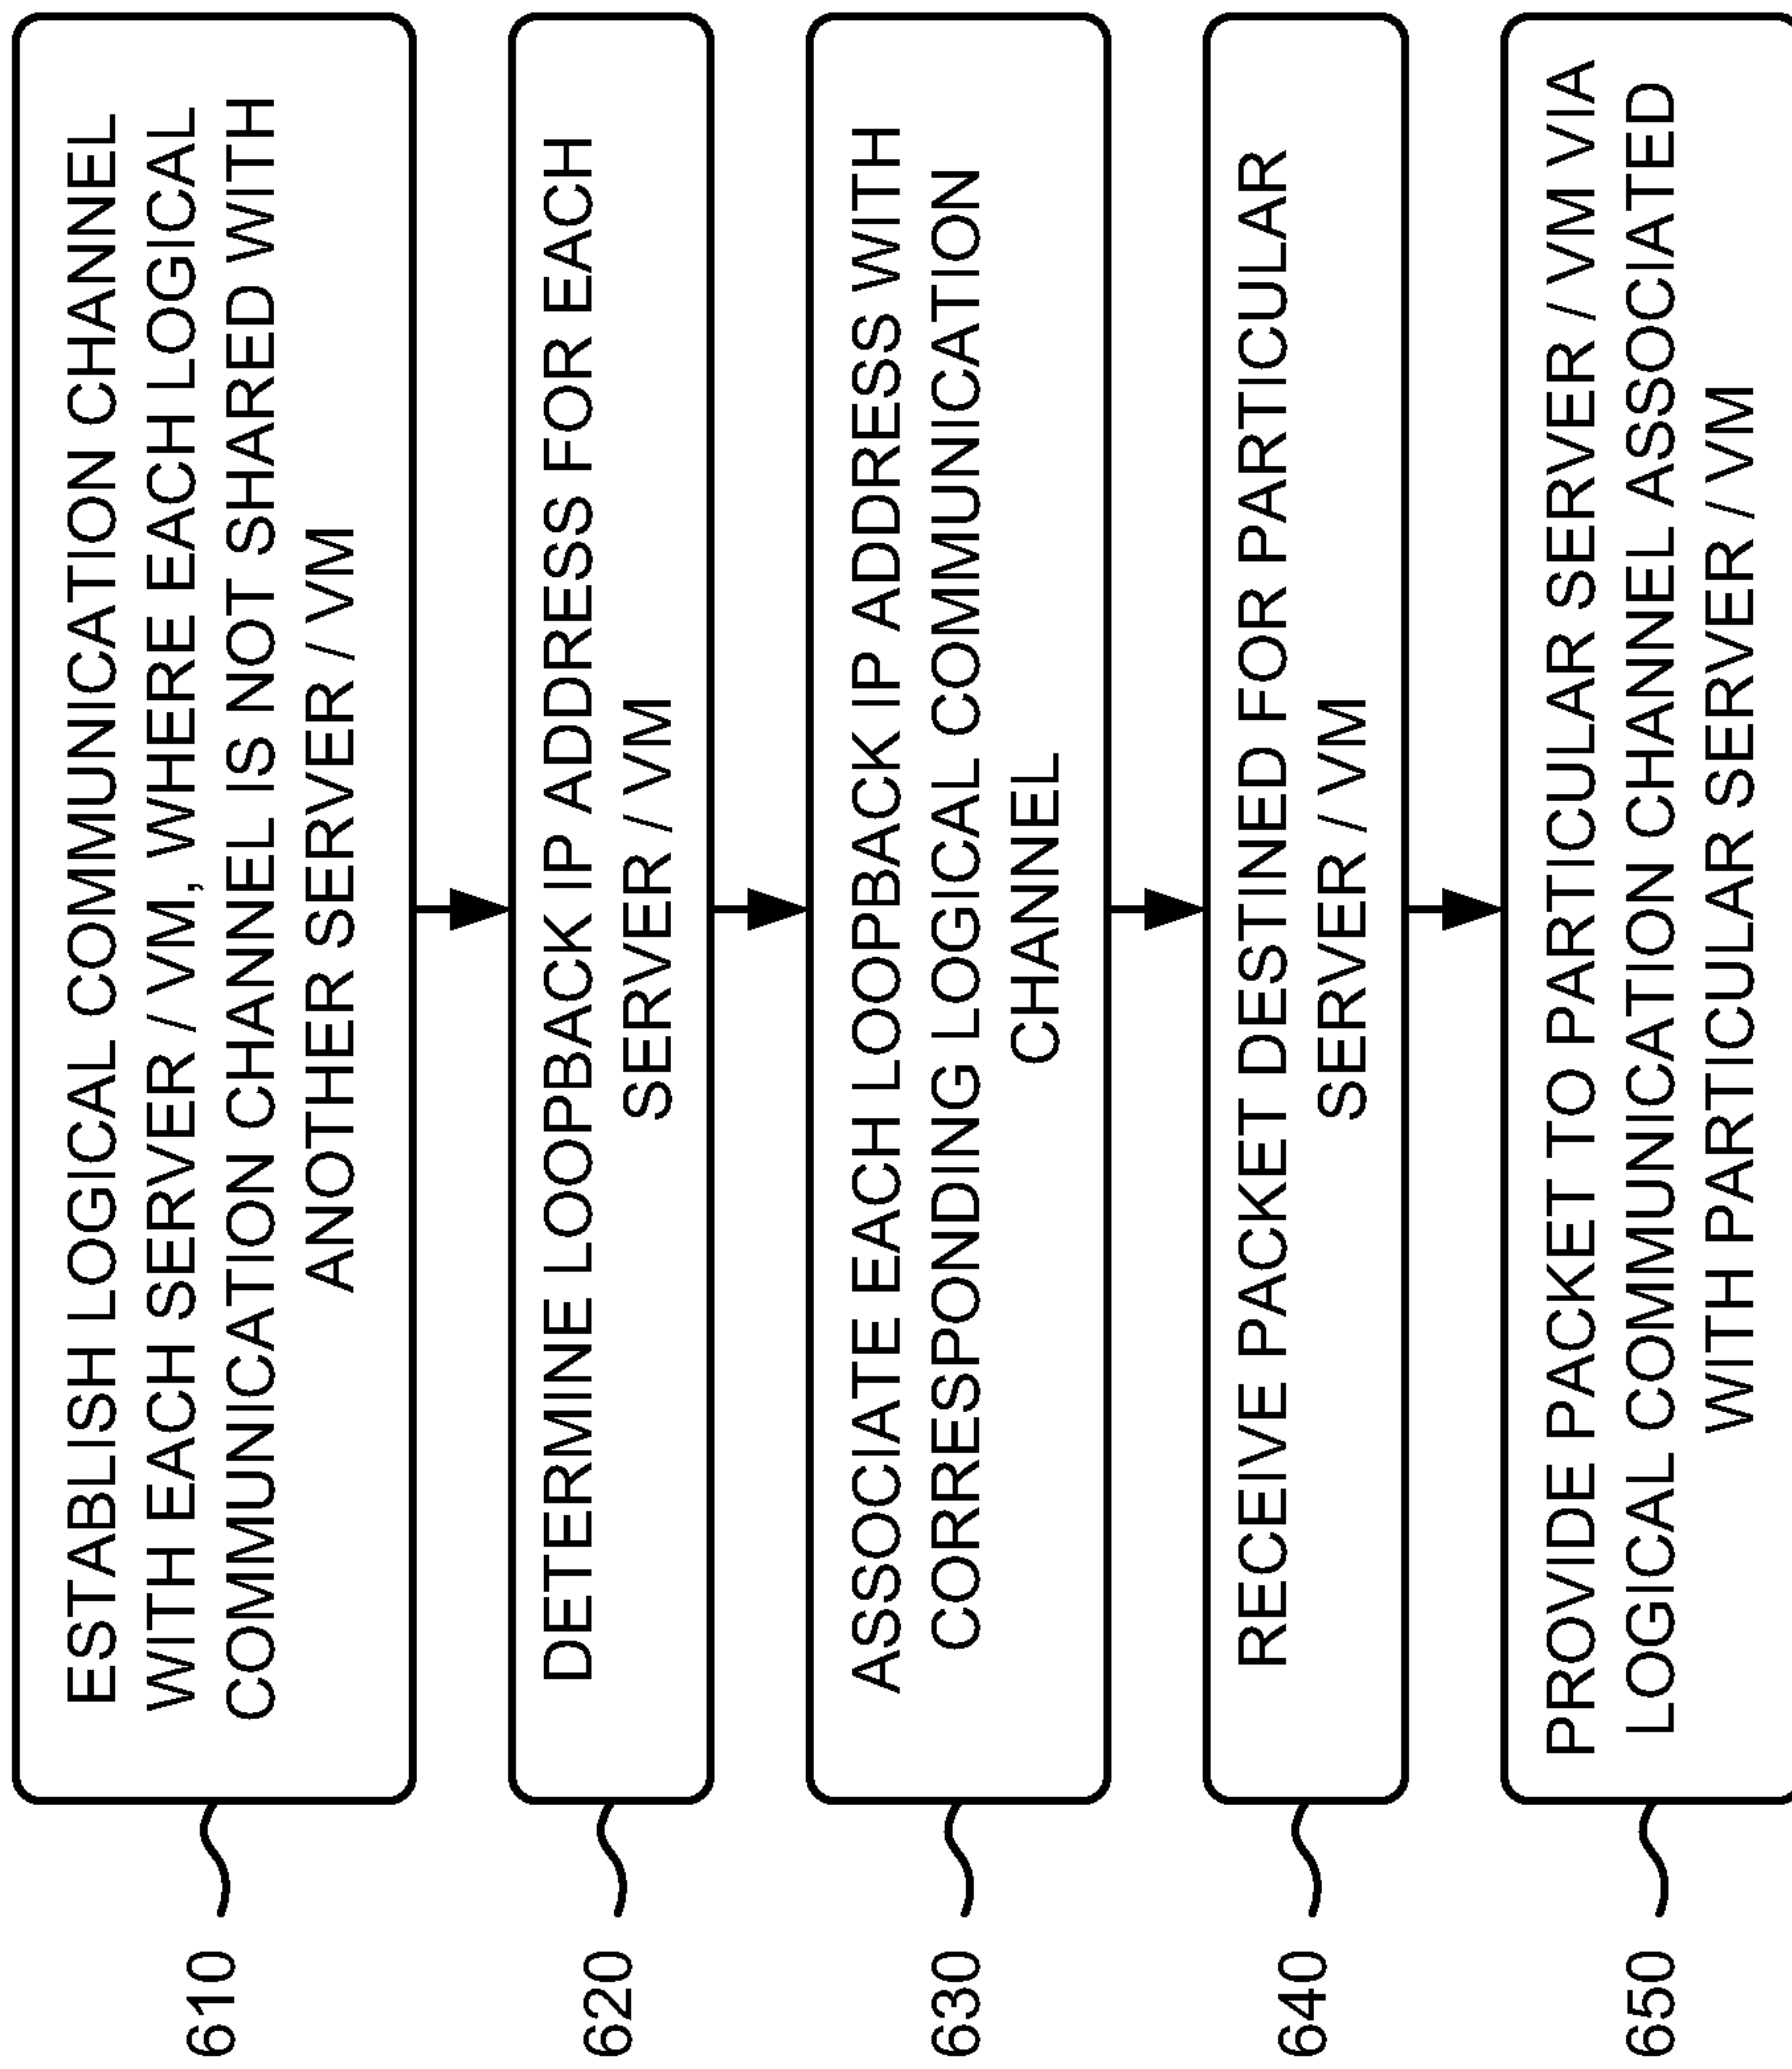 610
ESTABLISH LOGICAL COMMUNICATION CHANNEL
WITH EACH SERVER / VM, WHERE EACH LOGICAL
COMMUNICATION CHANNEL IS NOT SHARED WITH
ANOTHER SERVER / VM
620
DETERMINE LOOPBACK IP ADDRESS FOR EACH
SERVER / VM
630
ASSOCIATE EACH LOOPBACK IP ADDRESS WITH
CORRESPONDING LOGICAL COMMUNICATION
CHANNEL
640
RECEIVE PACKET DESTINED FOR PARTICULAR
SERVER / VM
650
PROVIDE PACKET TO PARTICULAR SERVER / VM VIA
LOGICAL COMMUNICATION CHANNEL ASSOCIATED
WITH PARTICULAR SERVER / VM